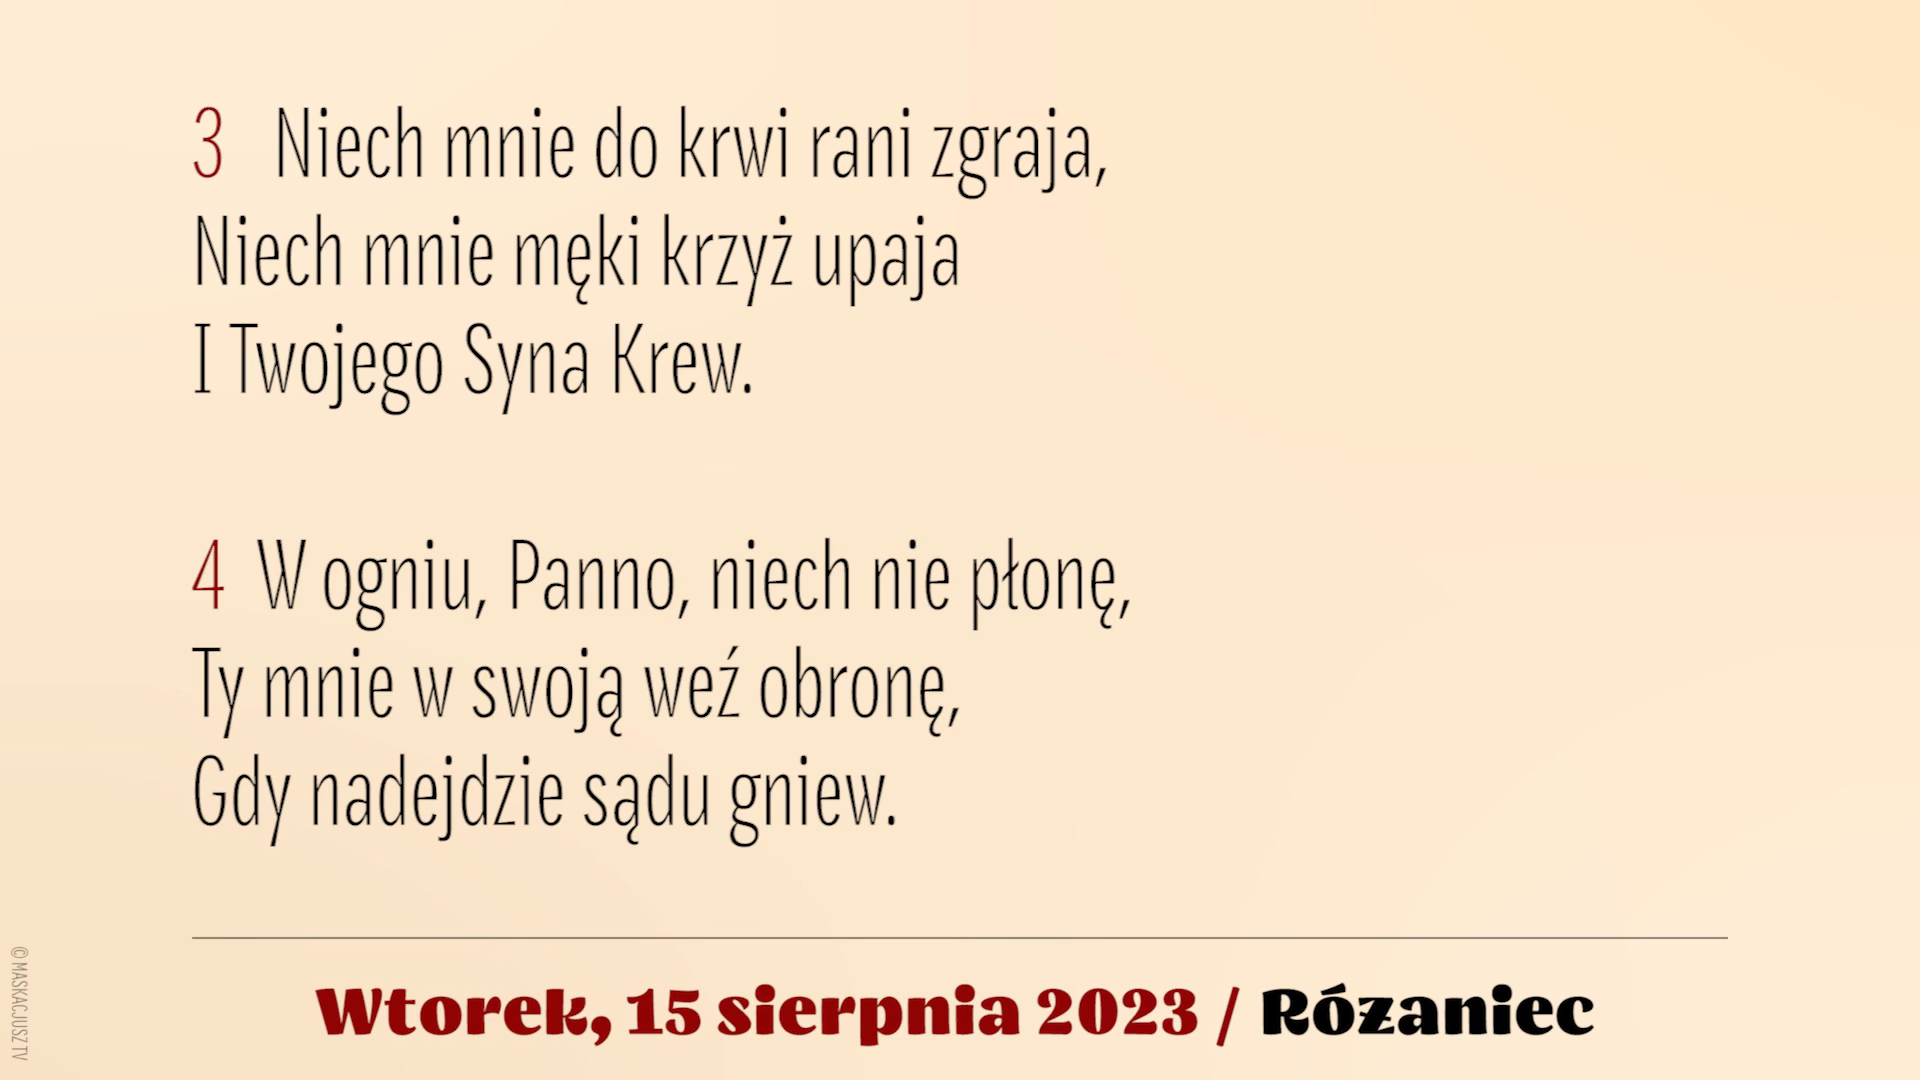 3 Niech mnie do krwi rani zgraja,
Niech mnie męki krzyż upaja
I Twojego Syna Krew.
4 W ogniu, Panno, niech nie płonę,
Ty mnie w swoją weź obronę,
Gdy nadejdzie sądu gniew.
Wtorek, 15 sierpnia 2023 / Różaniec
© MASKACJUSZ TV